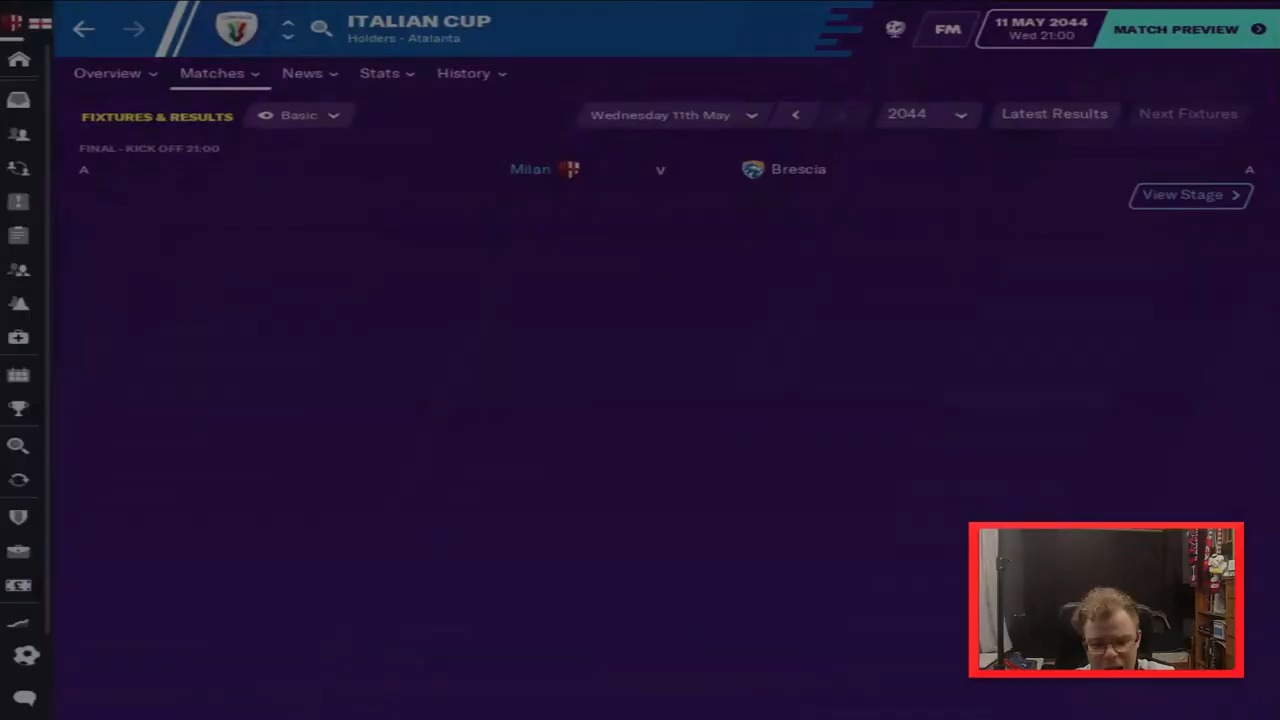 ITALIAN CUP
Holders - Atalanta
FM
11 MAY 2044
Wed 21:00
MATCH PREVIEW
Overview
Matches
News
Stats
History
FIXTURES & RESULTS
Basic
Wednesday 11th May
2044
Latest Results
Next Fixtures
FINAL - KICK OFF 21:00
A
Milan
v
Brescia
A
View Stage